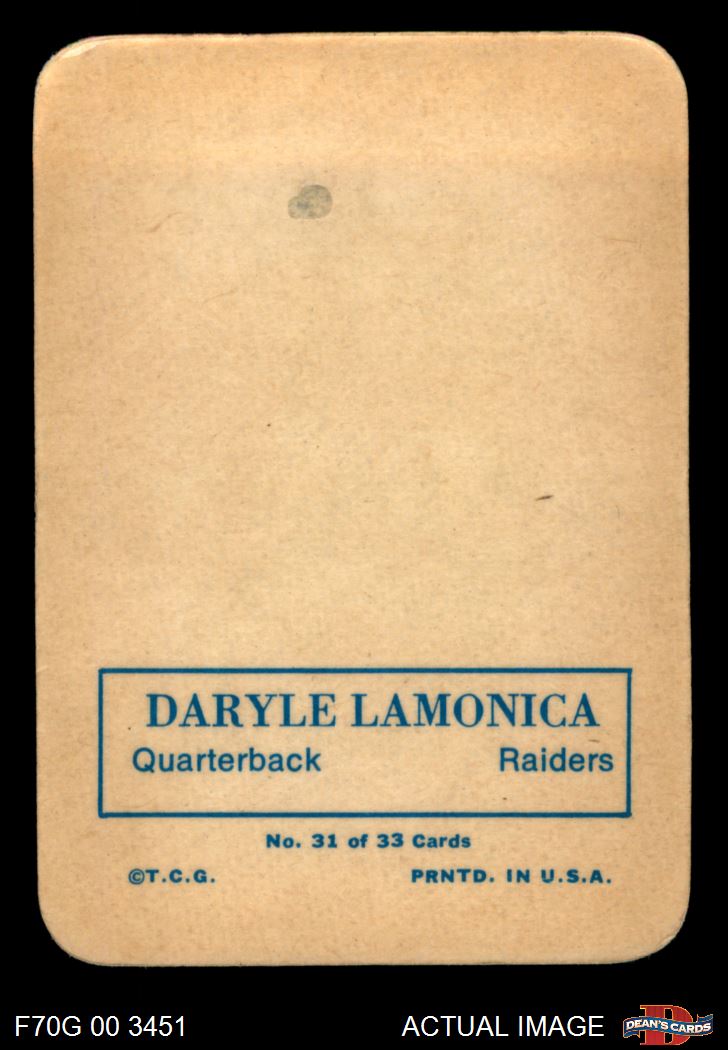 DARYLE LAMONICA
Quarterback Raiders
No. 31 of 33 Cards
©T.C.G. PRNTD. IN U.S.A.
F70G 00 3451 ACTUAL IMAGE
D
DEAN'S CARDS